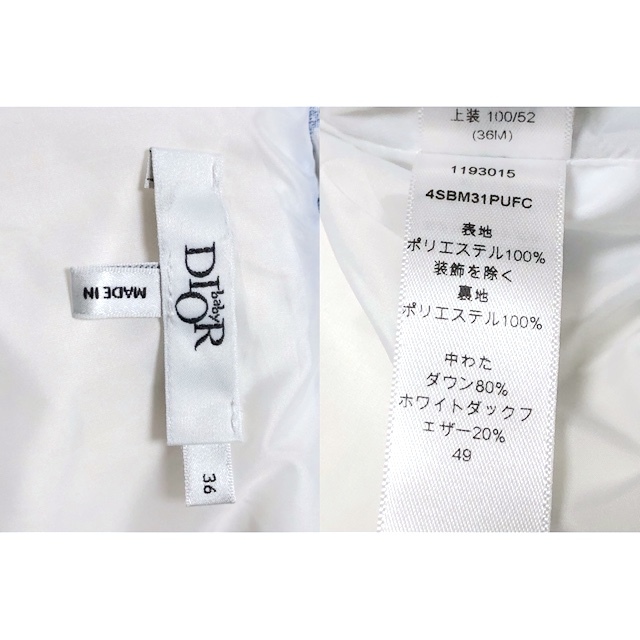 baby
DIOR
MADE IN
36
上装 100/52
(36M)
1193015
4SBM31PUFC
表地
ポリエステル100%
装飾を除く
裏地
ポリエステル100%
中わた
ダウン80%
ホワイトダックフ
ェザー20%
49